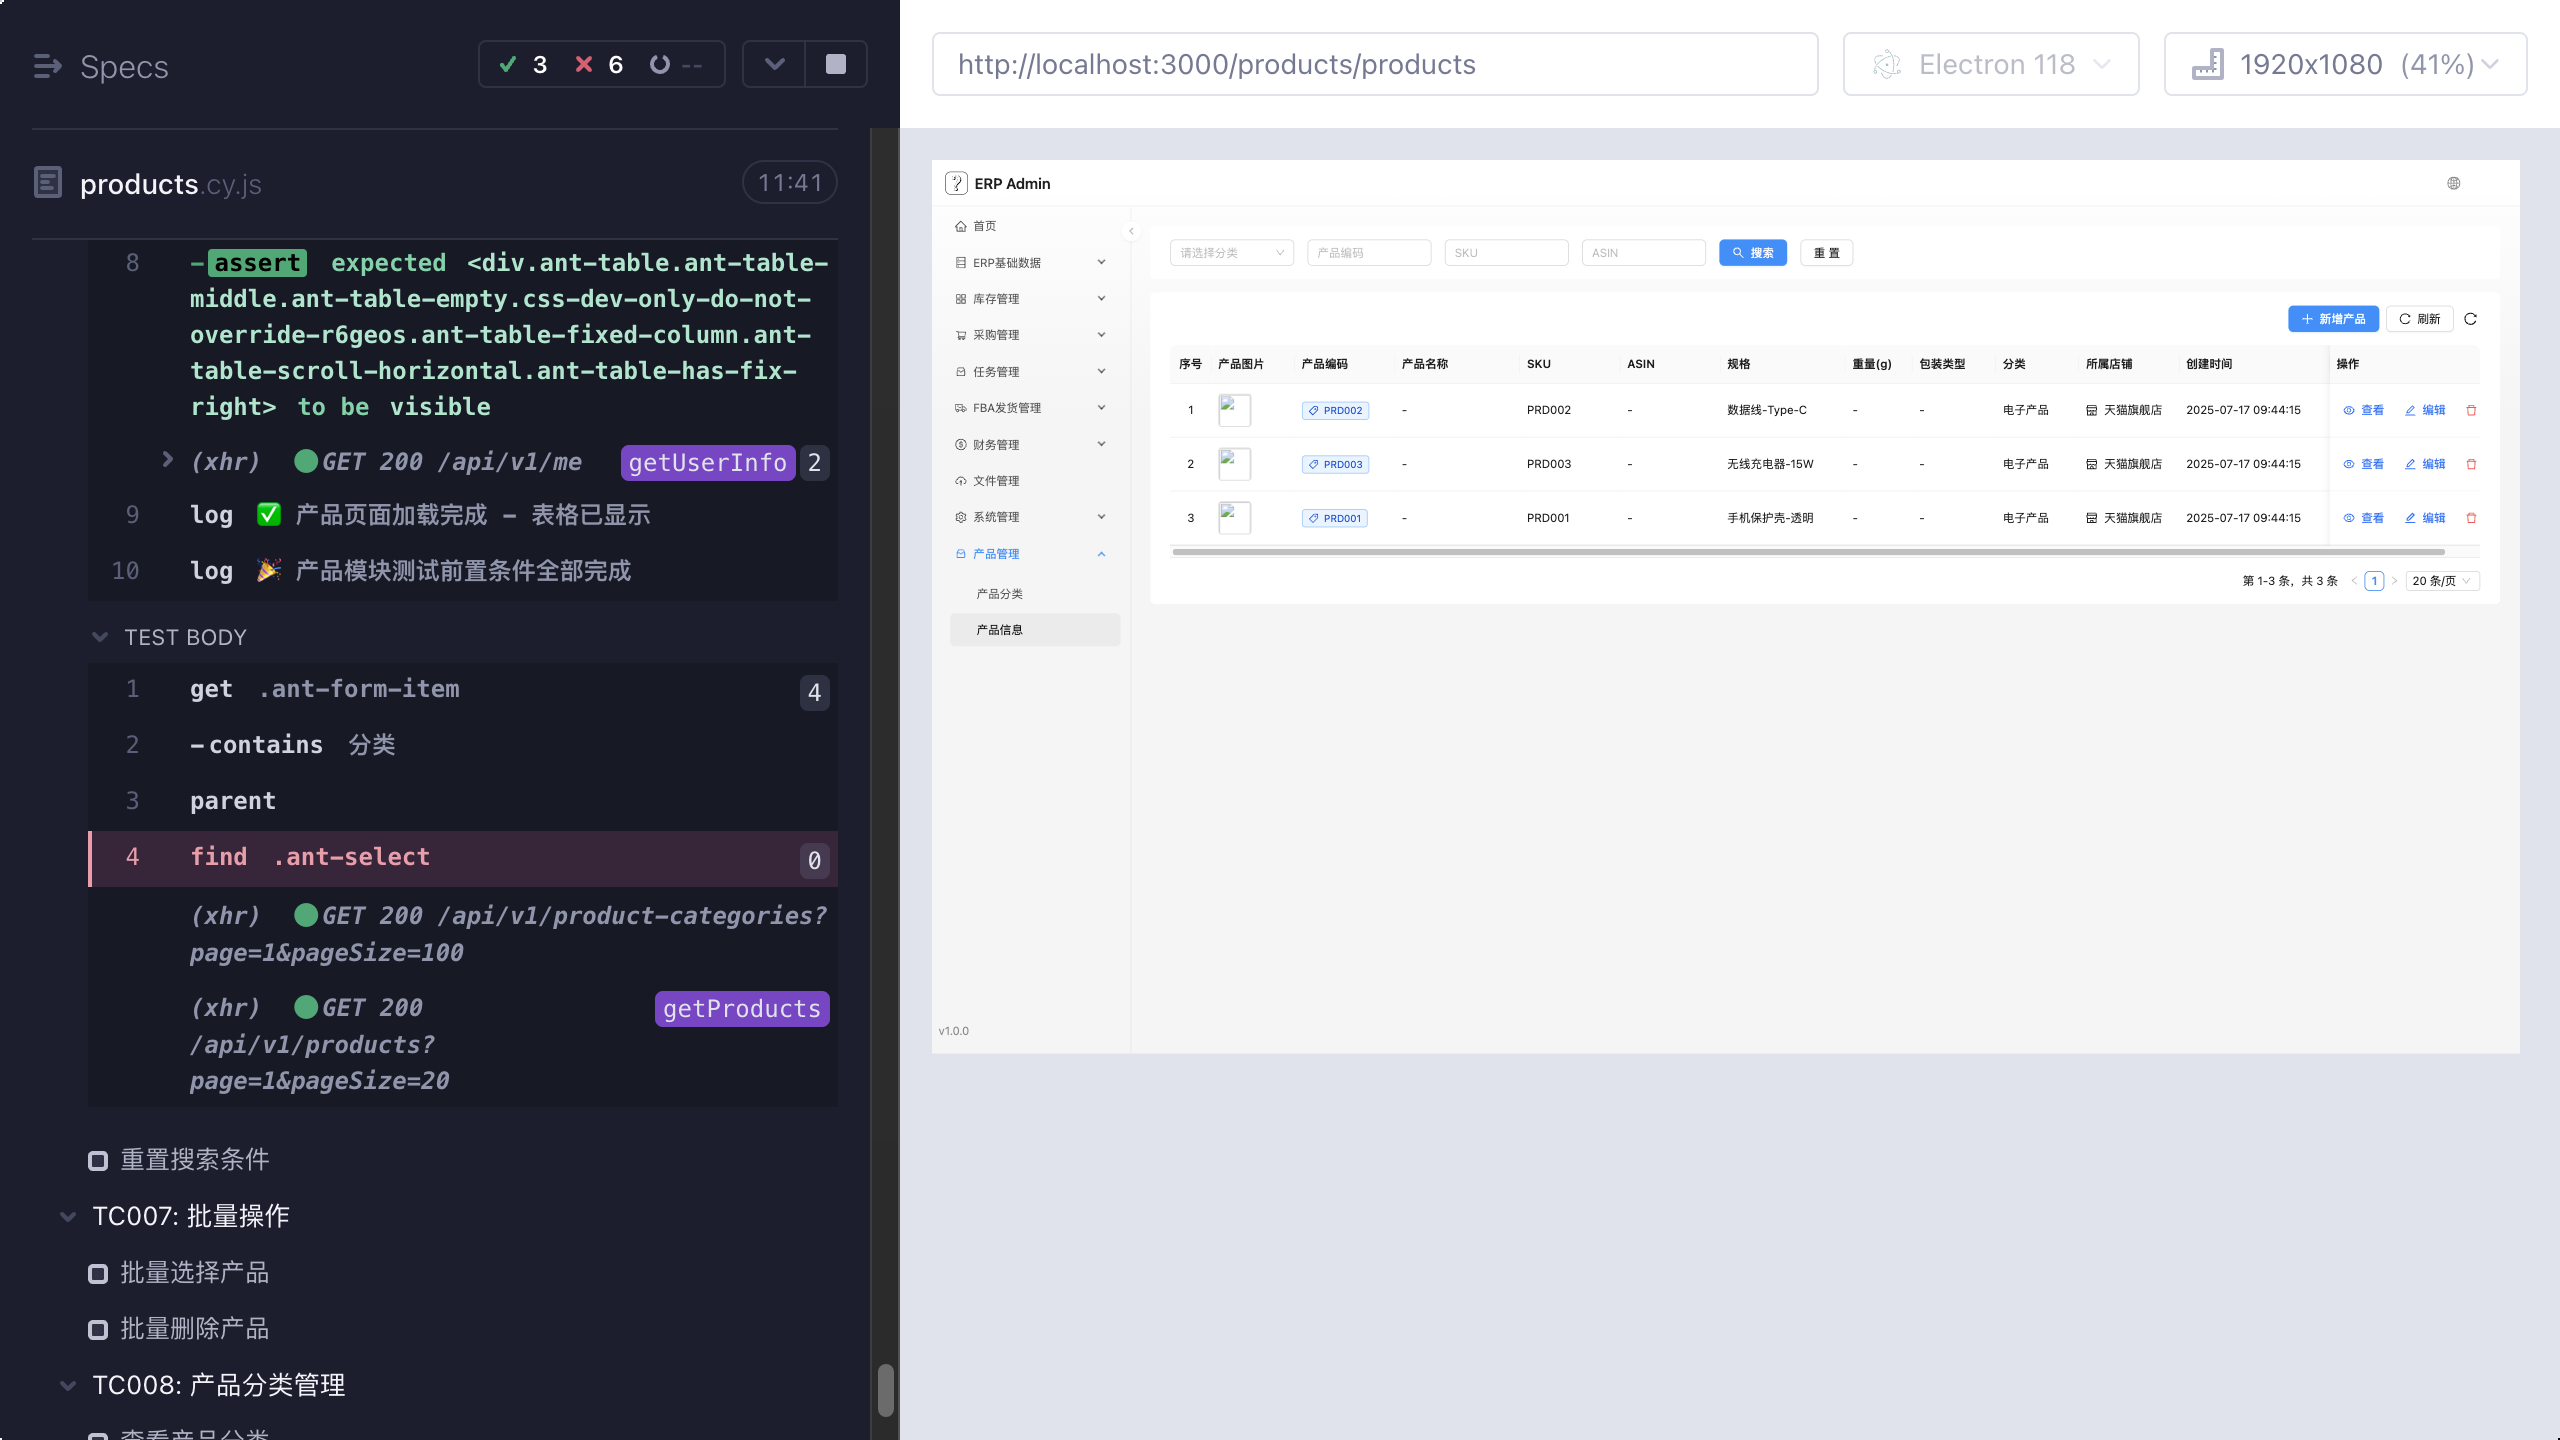 Specs
3
6
--
products.cy.js
11:41
8
-assert expected <div.ant-table.ant-table-
middle.ant-table-empty.css-dev-only-do-not-
override-r6geos.ant-table-fixed-column.ant-
table-scroll-horizontal.ant-table-has-fix-
right> to be visible
(xhr) GET 200 /api/v1/me getUserInfo 2
9 log ✅ 产品页面加载完成 - 表格已显示
10 log 🎉 产品模块测试前置条件全部完成
TEST BODY
1 get .ant-form-item 4
2 -contains 分类
3 parent
4 find .ant-select 0
(xhr) GET 200 /api/v1/product-categories?
page=1&pageSize=100
(xhr) GET 200 getProducts
/api/v1/products?
page=1&pageSize=20
重置搜索条件
TC007: 批量操作
批量选择产品
批量删除产品
TC008: 产品分类管理
查看产品分类
http://localhost:3000/products/products
Electron 118
1920x1080 (41%)
ERP Admin
首页
ERP基础数据
库存管理
采购管理
任务管理
FBA发货管理
财务管理
文件管理
系统管理
产品管理
产品分类
产品信息
v1.0.0
请选择分类 产品编码 SKU ASIN 搜索 重 置
新增产品 刷新
序号 产品图片 产品编码 产品名称 SKU ASIN 规格 重量(g) 包装类型 分类 所属店铺 创建时间 操作
1 PRD002 - PRD002 - 数据线-Type-C - - 电子产品 天猫旗舰店 2025-07-17 09:44:15 查看 编辑
2 PRD003 - PRD003 - 无线充电器-15W - - 电子产品 天猫旗舰店 2025-07-17 09:44:15 查看 编辑
3 PRD001 - PRD001 - 手机保护壳-透明 - - 电子产品 天猫旗舰店 2025-07-17 09:44:15 查看 编辑
第 1-3 条，共 3 条 1 20 条/页